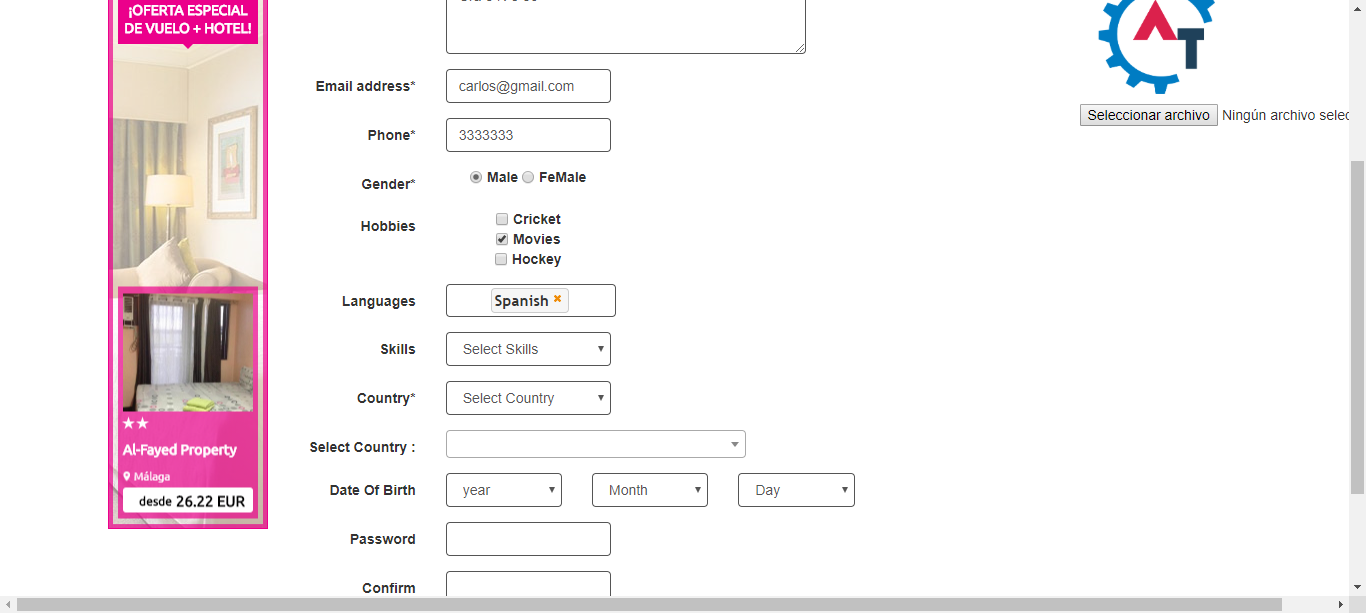 ¡OFERTA ESPECIAL
DE VUELO + HOTEL!
Al-Fayed Property
Málaga
desde 26.22 EUR
Email address*
carlos@gmail.com
Phone*
3333333
Gender*
Male FeMale
Hobbies
Cricket
Movies
Hockey
Languages
Spanish
Skills
Select Skills
Country*
Select Country
Select Country :
Date Of Birth
year Month Day
Password
Confirm
AT
Seleccionar archivo Ningún archivo selec